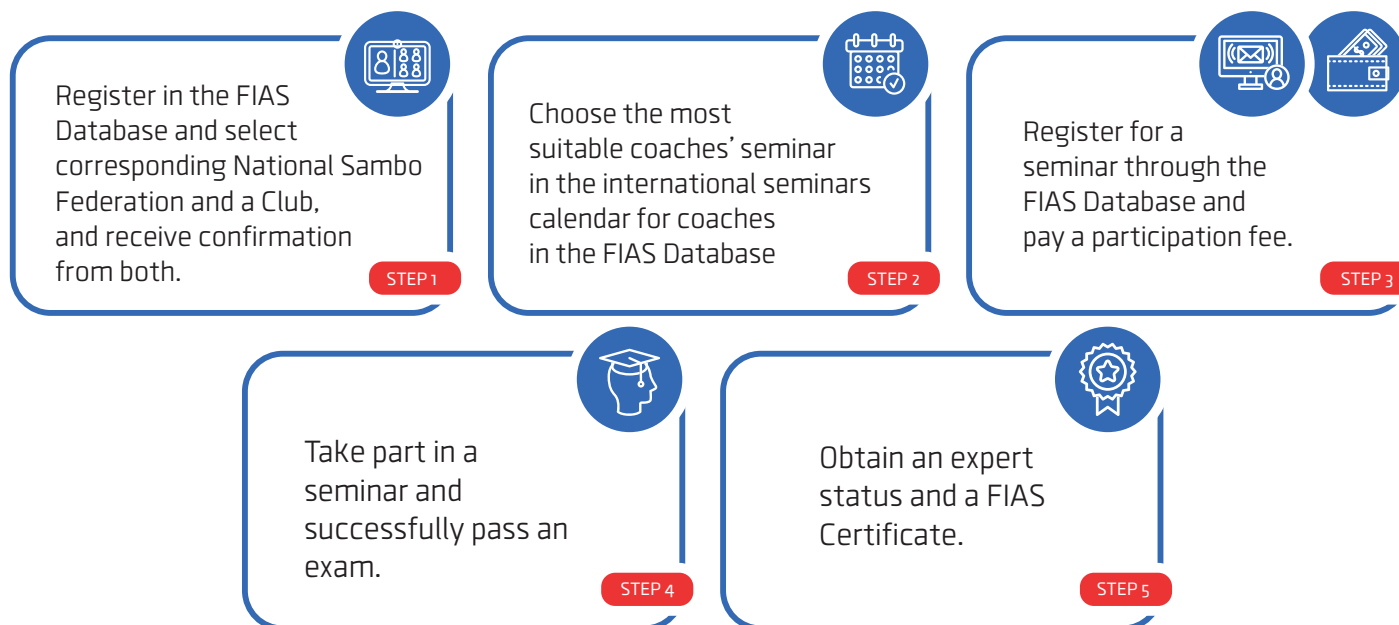 Register in the FIAS
Database and select
corresponding National Sambo
Federation and a Club,
and receive confirmation
from both.
STEP 1
Choose the most
suitable coaches’ seminar
in the international seminars
calendar for coaches
in the FIAS Database
STEP 2
Register for a
seminar through the
FIAS Database and
pay a participation fee.
STEP 3
Take part in a
seminar and
successfully pass an
exam.
STEP 4
Obtain an expert
status and a FIAS
Certificate.
STEP 5